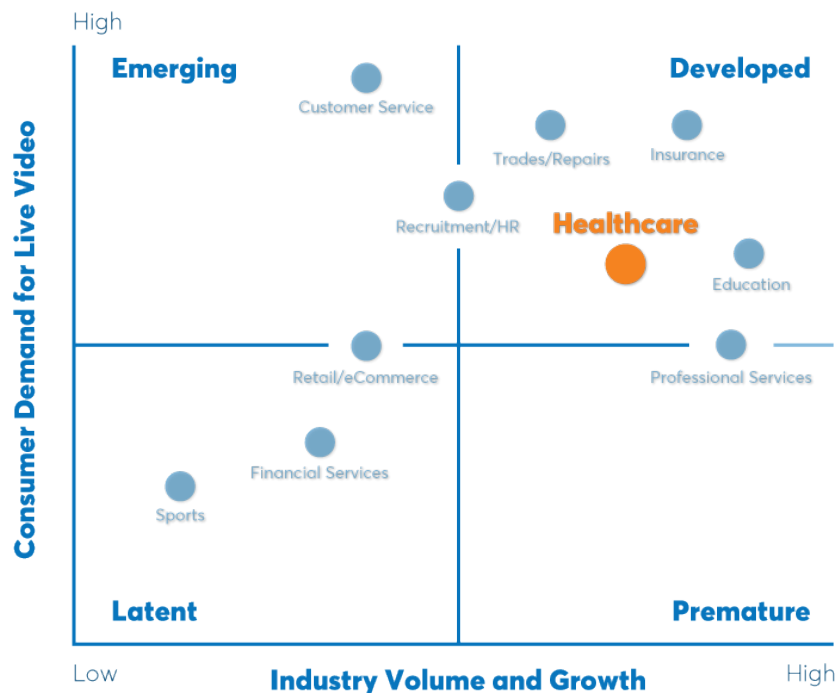 High
Emerging
Developed
Customer Service
Trades/Repairs
Insurance
Recruitment/HR
Healthcare
Education
Consumer Demand for Live Video
Retail/eCommerce
Professional Services
Financial Services
Sports
Latent
Premature
Low
Industry Volume and Growth
High